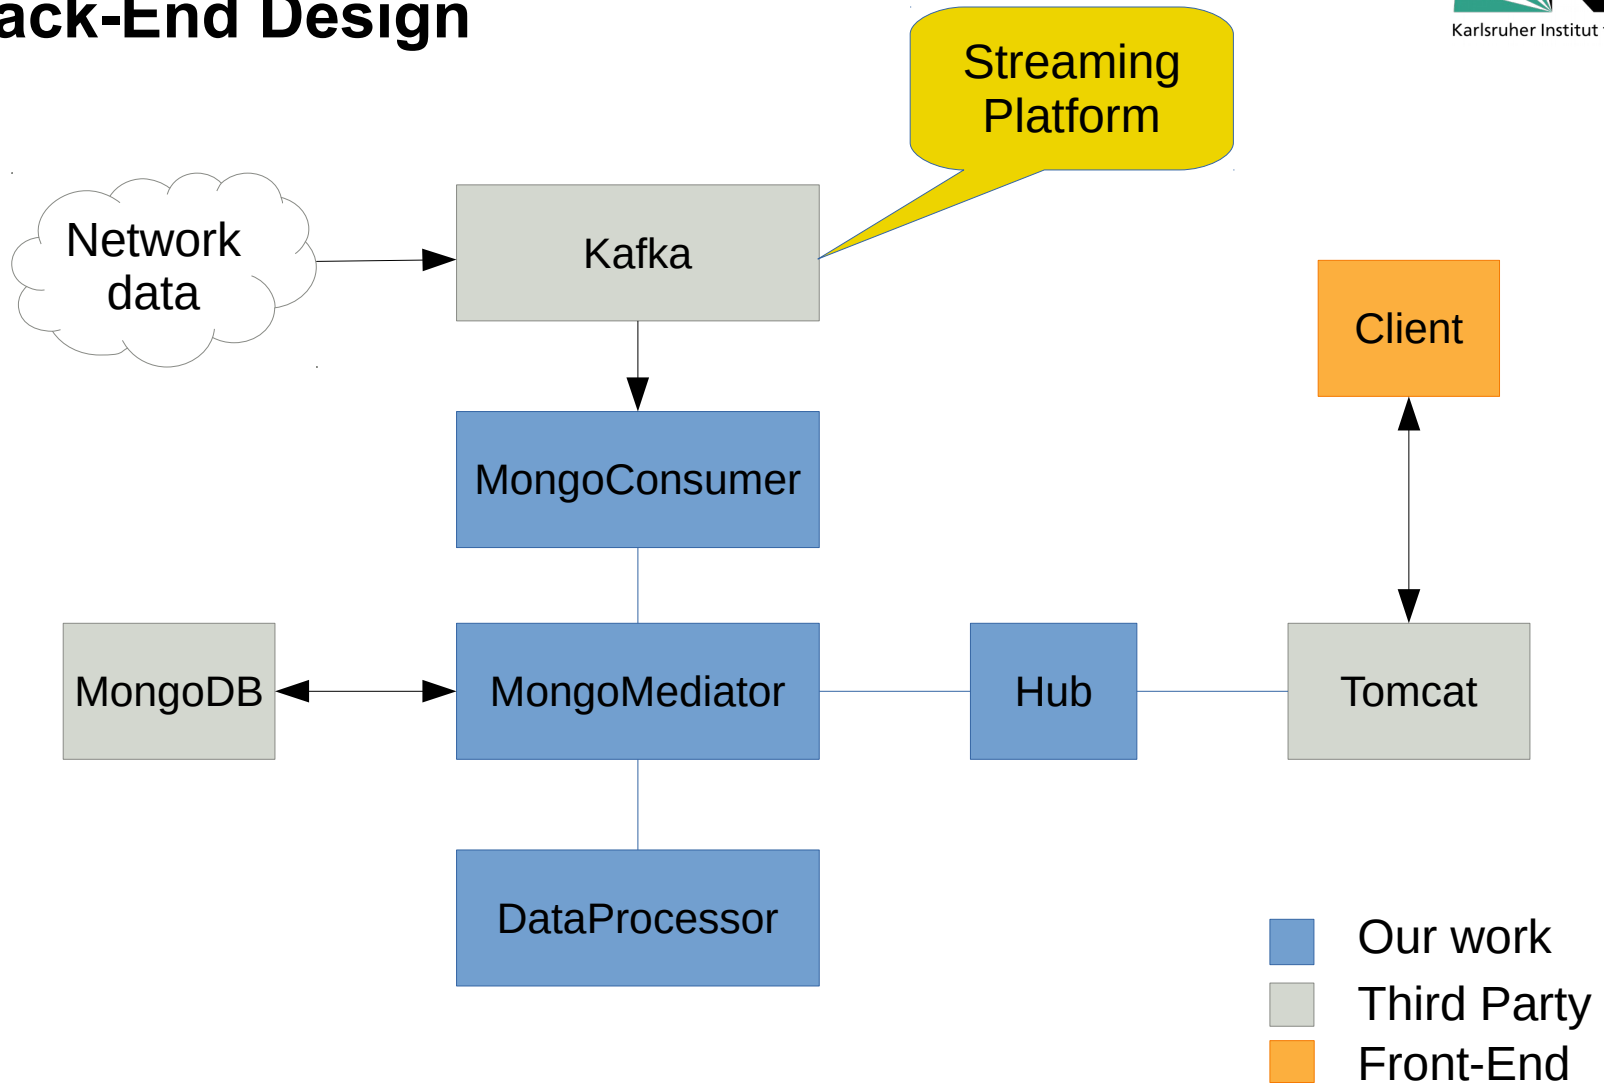 ack-End Design
Karlsruher Institut
Streaming
Platform
Network
data
Kafka
Client
MongoConsumer
MongoDB
MongoMediator
Hub
Tomcat
DataProcessor
Our work
Third Party
Front-End